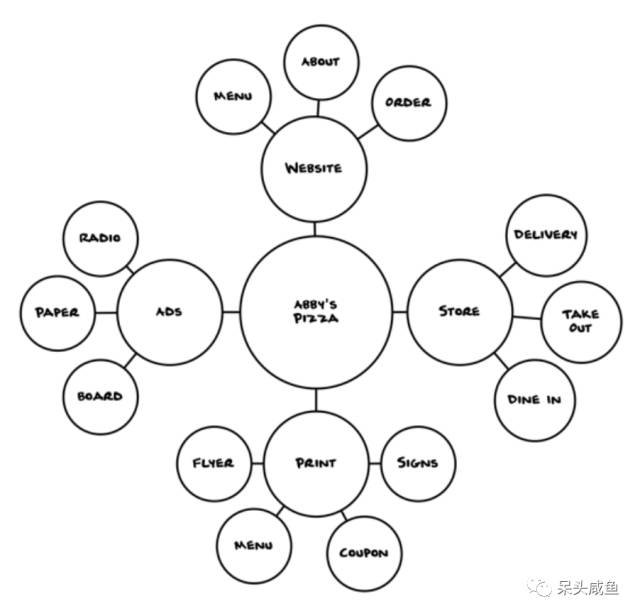 ABOUT
MENU
ORDER
WEBSITE
RADIO
PAPER
BOARD
ADS
ABBY'S
PIZZA
STORE
DELIVERY
TAKE
OUT
DINE IN
PRINT
FLYER
SIGNS
MENU
COUPON
呆头咸鱼